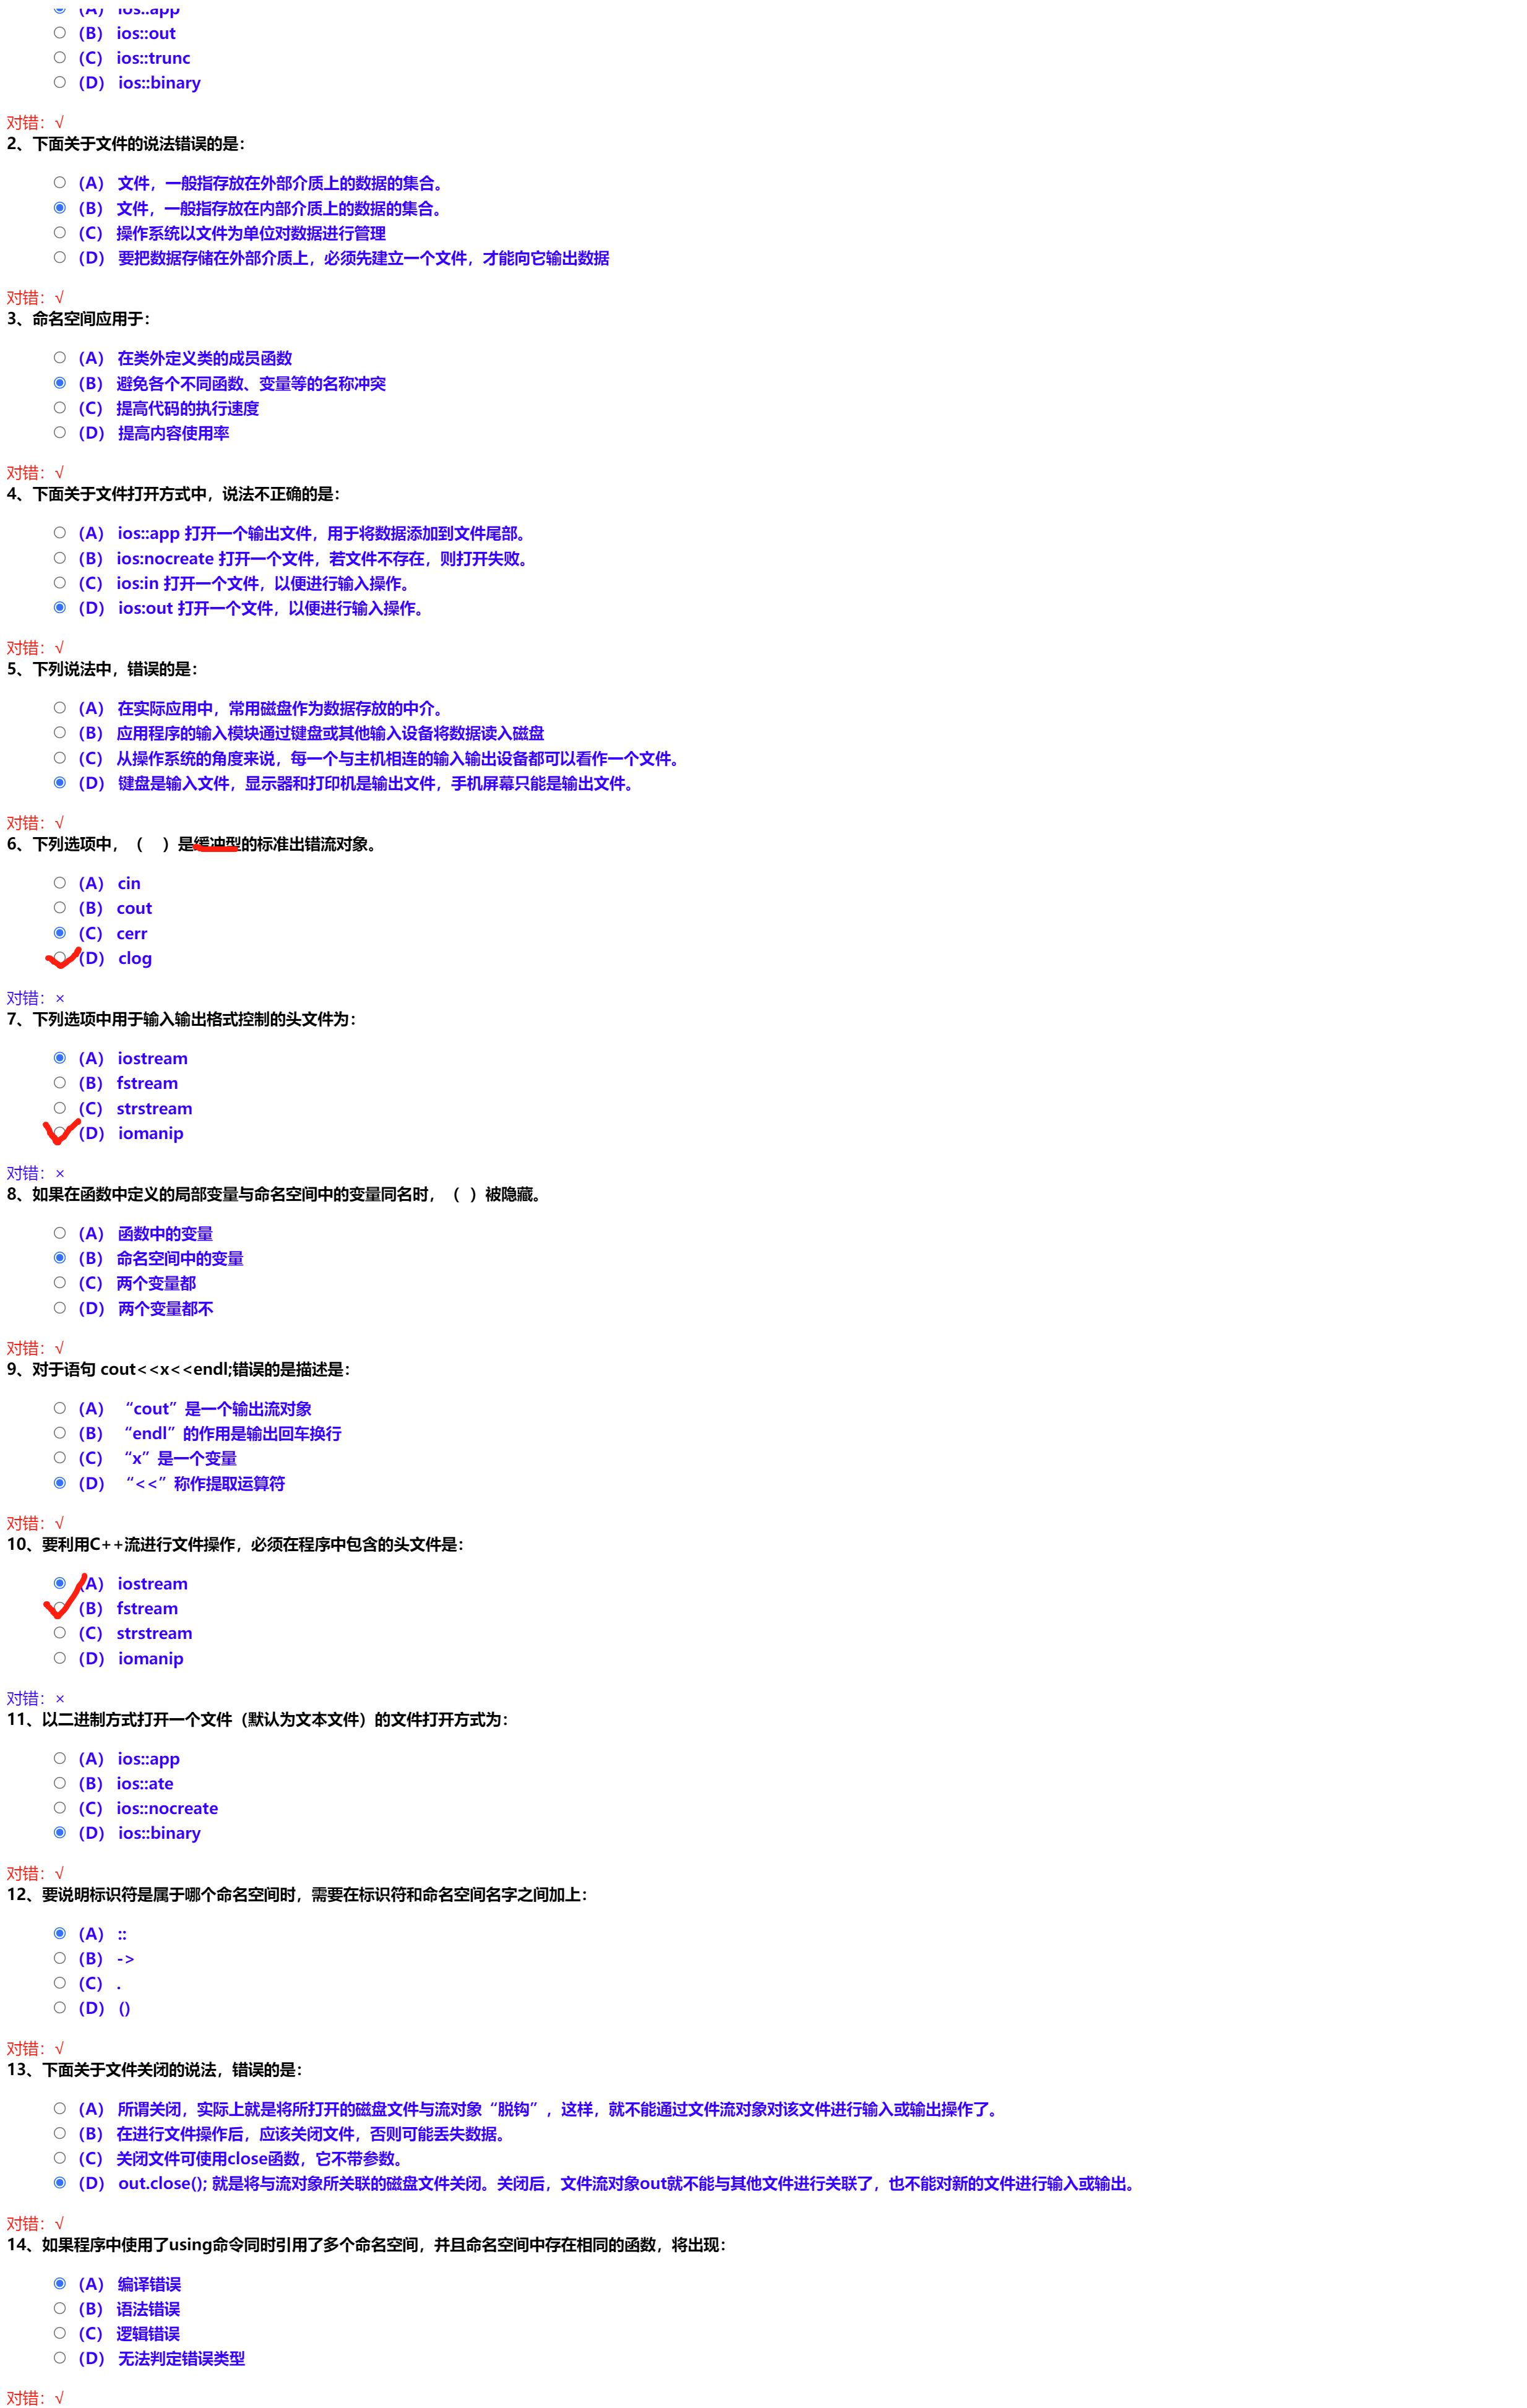 (A) ios::app
(B) ios::out
(C) ios::trunc
(D) ios::binary
对错：√
2、下面关于文件的说法错误的是：
(A) 文件，一般指存放在外部介质上的数据的集合。
(B) 文件，一般指存放在内部介质上的数据的集合。
(C) 操作系统以文件为单位对数据进行管理
(D) 要把数据存储在外部介质上，必须先建立一个文件，才能向它输出数据
对错：√
3、命名空间应用于：
(A) 在类外定义类的成员函数
(B) 避免各个不同函数、变量等的名称冲突
(C) 提高代码的执行速度
(D) 提高内容使用率
对错：√
4、下面关于文件打开方式中，说法不正确的是：
(A) ios::app 打开一个输出文件，用于将数据添加到文件尾部。
(B) ios:nocreate 打开一个文件，若文件不存在，则打开失败。
(C) ios:in 打开一个文件，以便进行输入操作。
(D) ios:out 打开一个文件，以便进行输入操作。
对错：√
5、下列说法中，错误的是：
(A) 在实际应用中，常用磁盘作为数据存放的中介。
(B) 应用程序的输入模块通过键盘或其他输入设备将数据读入磁盘
(C) 从操作系统的角度来说，每一个与主机相连的输入输出设备都可以看作一个文件。
(D) 键盘是输入文件，显示器和打印机是输出文件，手机屏幕只能是输出文件。
对错：√
6、下列选项中，（ ）是缓冲型的标准出错流对象。
(A) cin
(B) cout
(C) cerr
(D) clog
对错：×
7、下列选项中用于输入输出格式控制的头文件为：
(A) iostream
(B) fstream
(C) strstream
(D) iomanip
对错：×
8、如果在函数中定义的局部变量与命名空间中的变量同名时，（ ）被隐藏。
(A) 函数中的变量
(B) 命名空间中的变量
(C) 两个变量都
(D) 两个变量都不
对错：√
9、对于语句 cout<<x<<endl;错误的是描述是：
(A) “cout”是一个输出流对象
(B) “endl”的作用是输出回车换行
(C) “x”是一个变量
(D) “<<”称作提取运算符
对错：√
10、要利用C++流进行文件操作，必须在程序中包含的头文件是：
(A) iostream
(B) fstream
(C) strstream
(D) iomanip
对错：×
11、以二进制方式打开一个文件（默认为文本文件）的文件打开方式为：
(A) ios::app
(B) ios::ate
(C) ios::nocreate
(D) ios::binary
对错：√
12、要说明标识符是属于哪个命名空间时，需要在标识符和命名空间名字之间加上：
(A) ::
(B) ->
(C) .
(D) ()
对错：√
13、下面关于文件关闭的说法，错误的是：
(A) 所谓关闭，实际上就是将所打开的磁盘文件与流对象“脱钩”，这样，就不能通过文件流对象对该文件进行输入或输出操作了。
(B) 在进行文件操作后，应该关闭文件，否则可能丢失数据。
(C) 关闭文件可使用close函数，它不带参数。
(D) out.close(); 就是将与流对象所关联的磁盘文件关闭。关闭后，文件流对象out就不能与其他文件进行关联了，也不能对新的文件进行输入或输出。
对错：√
14、如果程序中使用了using命令同时引用了多个命名空间，并且命名空间中存在相同的函数，将出现：
(A) 编译错误
(B) 语法错误
(C) 逻辑错误
(D) 无法判定错误类型
对错：√